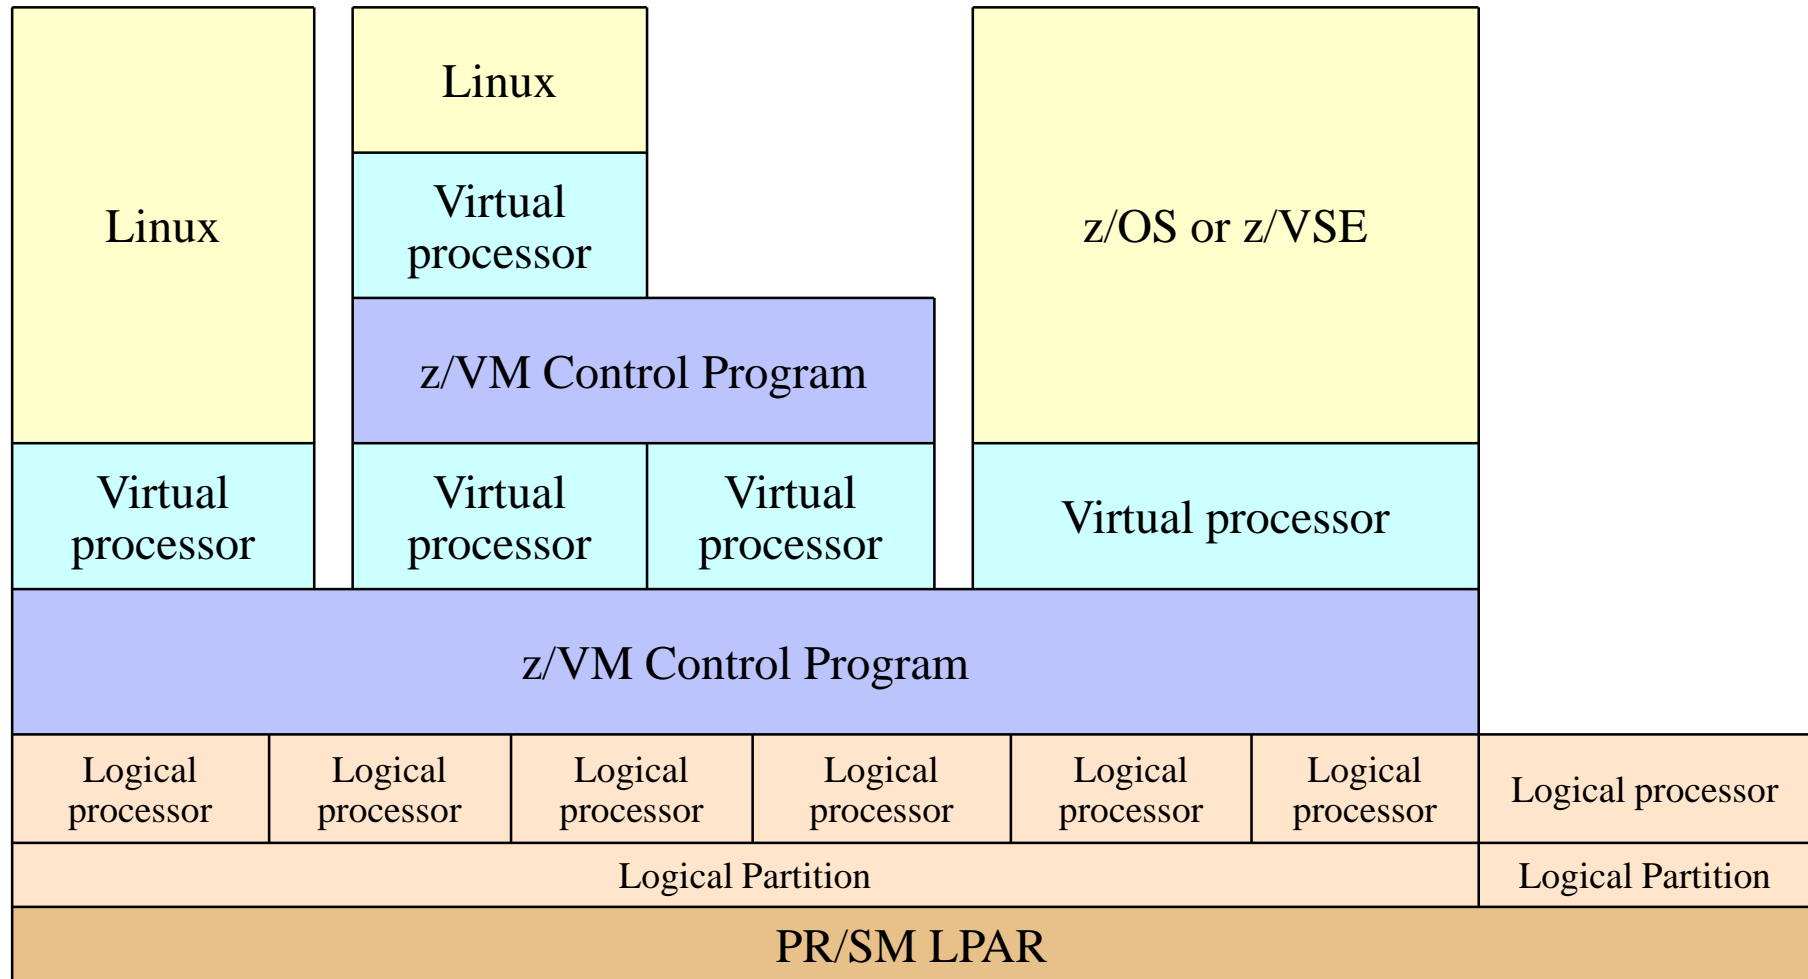 Linux
Linux
Virtual
processor
z/OS or z/VSE
z/VM Control Program
Virtual
processor
Virtual
processor
Virtual
processor
Virtual processor
z/VM Control Program
Logical
processor
Logical
processor
Logical
processor
Logical
processor
Logical
processor
Logical
processor
Logical processor
Logical Partition
Logical Partition
PR/SM LPAR